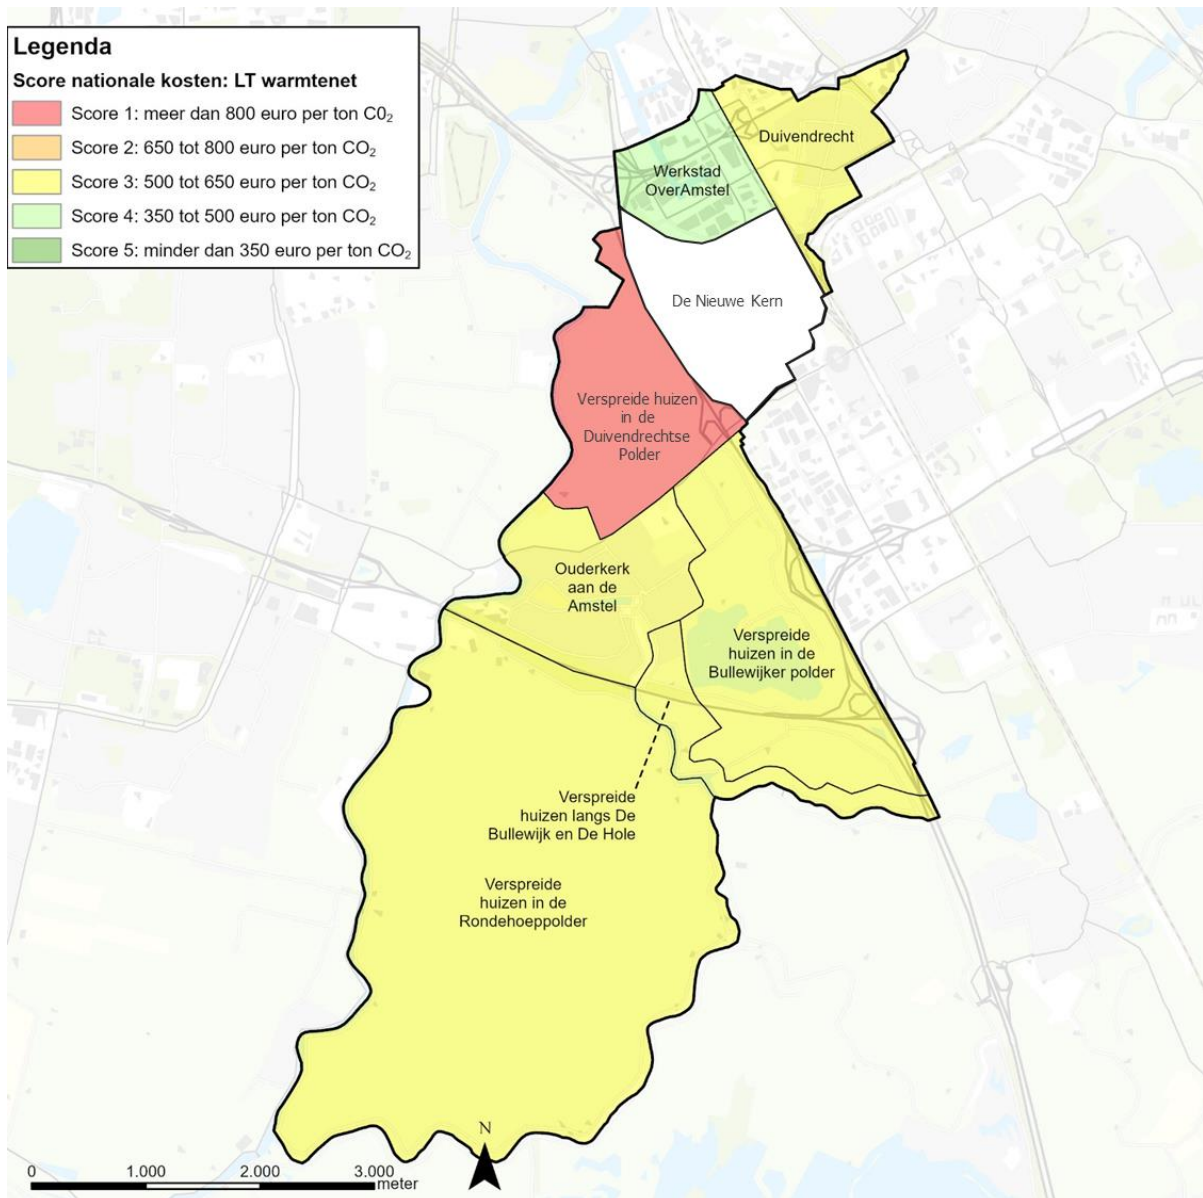 Legenda
Score nationale kosten: LT warmtenet
Score 1: meer dan 800 euro per ton C0₂
Score 2: 650 tot 800 euro per ton CO₂
Score 3: 500 tot 650 euro per ton CO₂
Score 4: 350 tot 500 euro per ton CO₂
Score 5: minder dan 350 euro per ton CO₂
Duivendrecht
Werkstad
OverAmstel
De Nieuwe Kern
Verspreide huizen
in de
Duivendrechtse
Polder
Ouderkerk
aan de
Amstel
Verspreide
huizen in de
Bullewijker polder
Verspreide
huizen langs De
Bullewijk en De Hole
Verspreide
huizen in de
Rondehoeppolder
N
0 1.000 2.000 3.000
meter